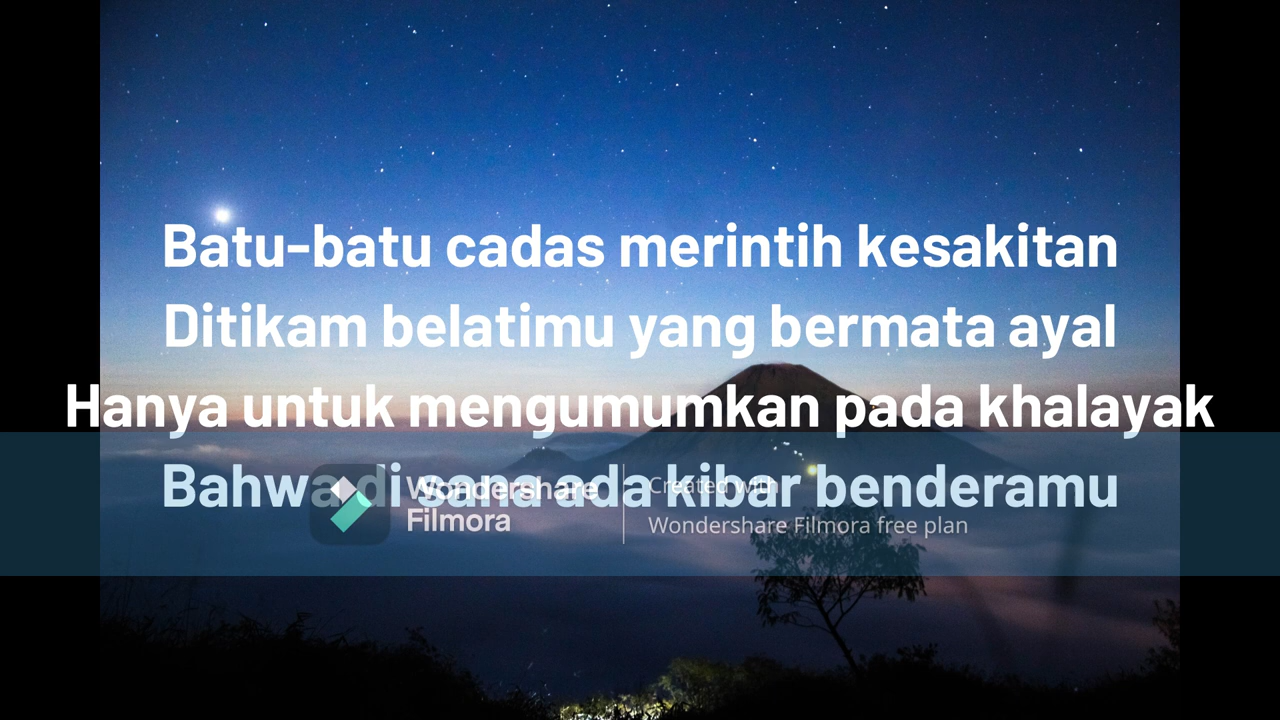 Batu-batu cadas merintih kesakitan
Ditikam belatimu yang bermata ayal
Hanya untuk mengumumkan pada khalayak
Bahwa di sana ada kibar benderamu
Wondershare
Filmora
Created with
Wondershare Filmora free plan